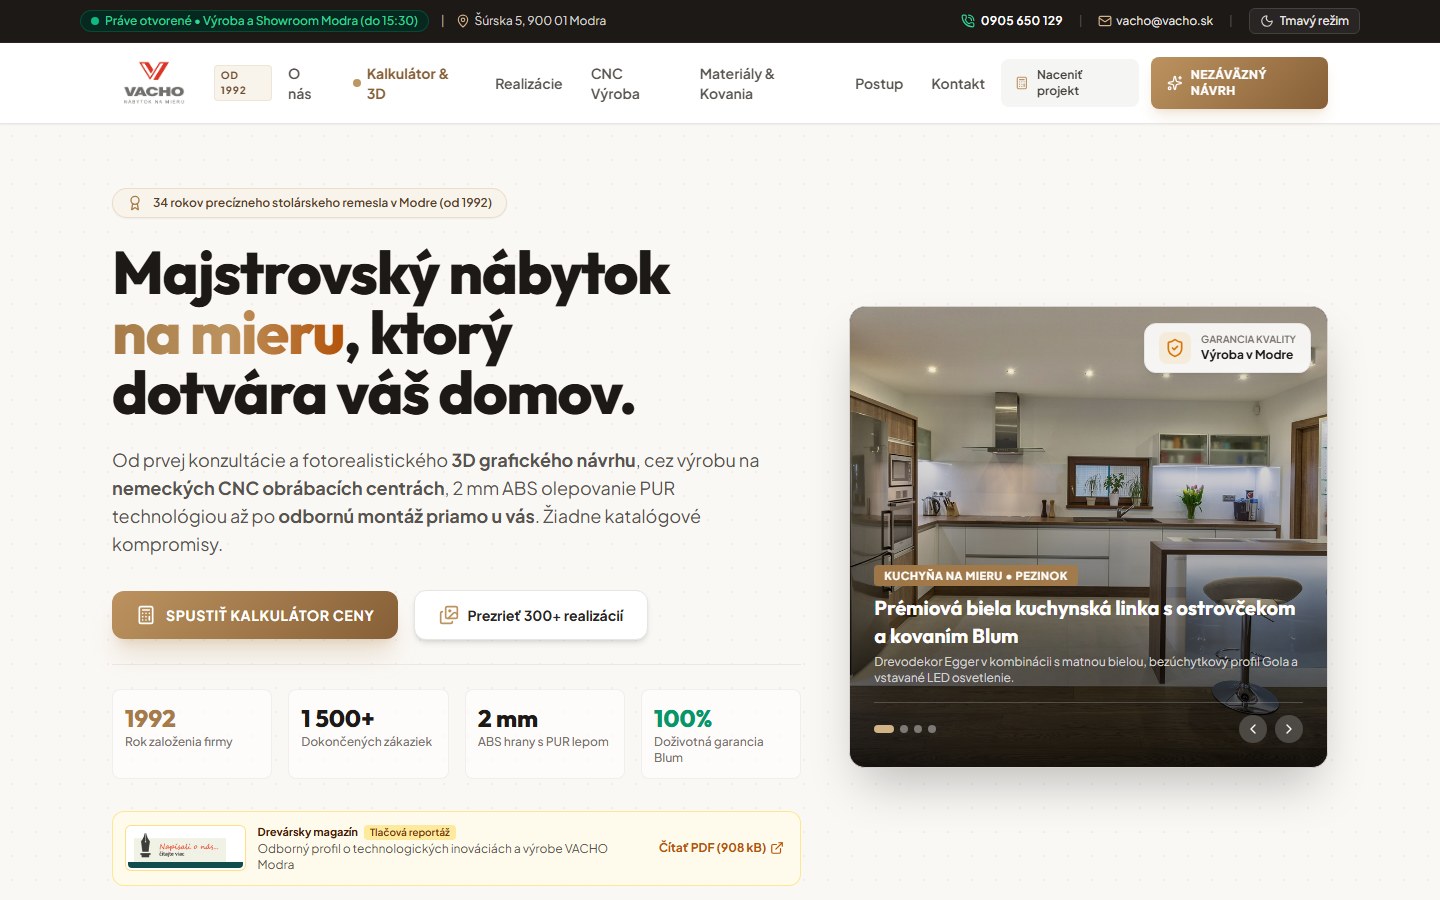 Práve otvorené • Výroba a Showroom Modra (do 15:30)
Šúrska 5, 900 01 Modra
0905 650 129
vacho@vacho.sk
Tmavý režim
VACHO
NÁBYTOK NA MIERU
OD
1992
O
nás
Kalkulátor &
3D
Realizácie
CNC
Výroba
Materiály &
Kovania
Postup
Kontakt
Naceniť
projekt
NEZÁVÄZNÝ
NÁVRH
34 rokov precízneho stolárskeho remesla v Modre (od 1992)
Majstrovský nábytok
na mieru, ktorý
dotvára váš domov.
Od prvej konzultácie a fotorealistického 3D grafického návrhu, cez výrobu na
nemeckých CNC obrábacích centrách, 2 mm ABS olepovanie PUR
technológiou až po odbornú montáž priamo u vás. Žiadne katalógové
kompromisy.
SPUSTIŤ KALKULÁTOR CENY
Prezrieť 300+ realizácií
1992
Rok založenia firmy
1 500+
Dokončených zákaziek
2 mm
ABS hrany s PUR lepom
100%
Doživotná garancia
Blum
Napísali o nás...
čítajte viac
Drevársky magazín
Tlačová reportáž
Odborný profil o technologických inováciách a výrobe VACHO
Modra
Čítať PDF (908 kB)
GARANCIA KVALITY
Výroba v Modre
KUCHYŇA NA MIERU • PEZINOK
Prémiová biela kuchynská linka s ostrovčekom
a kovaním Blum
Drevodekor Egger v kombinácii s matnou bielou, bezúchytkový profil Gola a
vstavané LED osvetlenie.